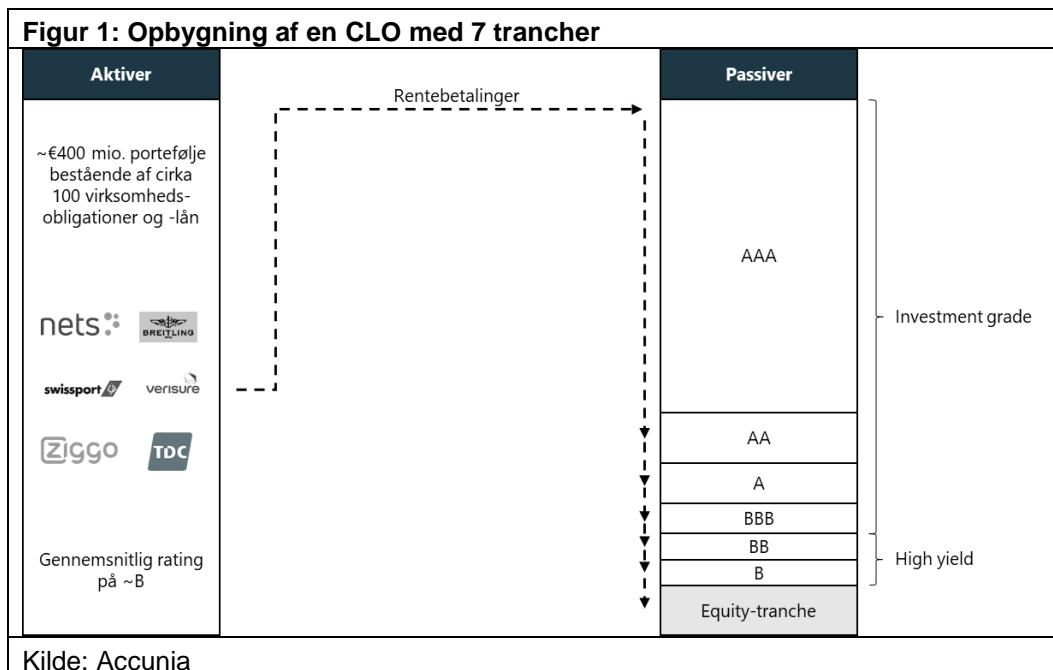 Figur 1: Opbygning af en CLO med 7 trancher
Aktiver
~€400 mio. portefølje
bestående af cirka
100 virksomheds-
obligationer og -lån
nets
BREITLING
swissport
verisure
Ziggo
TDC
Gennemsnitlig rating
på ~B
Rentebetalinger
Passiver
AAA
AA
A
BBB
BB
B
Equity-tranche
Investment grade
High yield
Kilde: Accunia